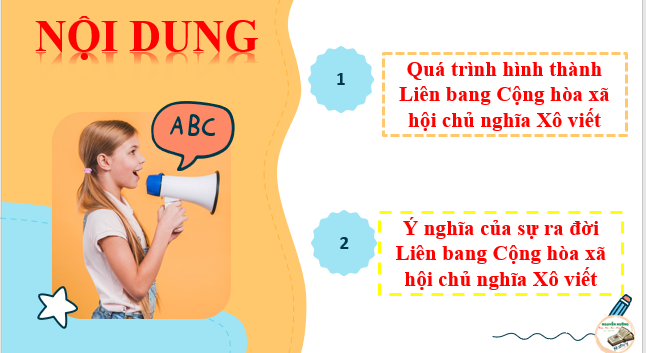 NỘI DUNG
ABC
1
Quá trình hình thành
Liên bang Cộng hòa xã
hội chủ nghĩa Xô viết
2
Ý nghĩa của sự ra đời
Liên bang Cộng hòa xã
hội chủ nghĩa Xô viết